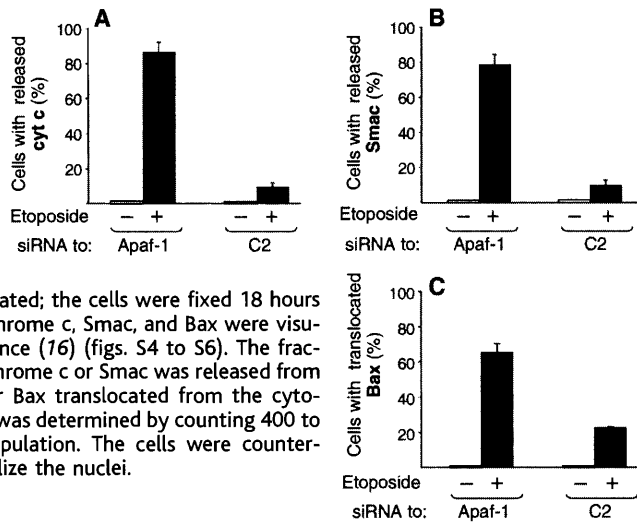 A
Cells with released
cyt c (%)
100
80
60
40
20
Etoposide − + − +
siRNA to: Apaf-1 C2
B
Cells with released
Smac (%)
100
80
60
40
20
Etoposide − + − +
siRNA to: Apaf-1 C2
ated; the cells were fixed 18 hours
hrome c, Smac, and Bax were visu-
nce (16) (figs. S4 to S6). The frac-
hrome c or Smac was released from
r Bax translocated from the cyto-
was determined by counting 400 to
pulation. The cells were counter-
lize the nuclei.
C
Cells with translocated
Bax (%)
100
80
60
40
20
Etoposide − + − +
siRNA to: Apaf-1 C2